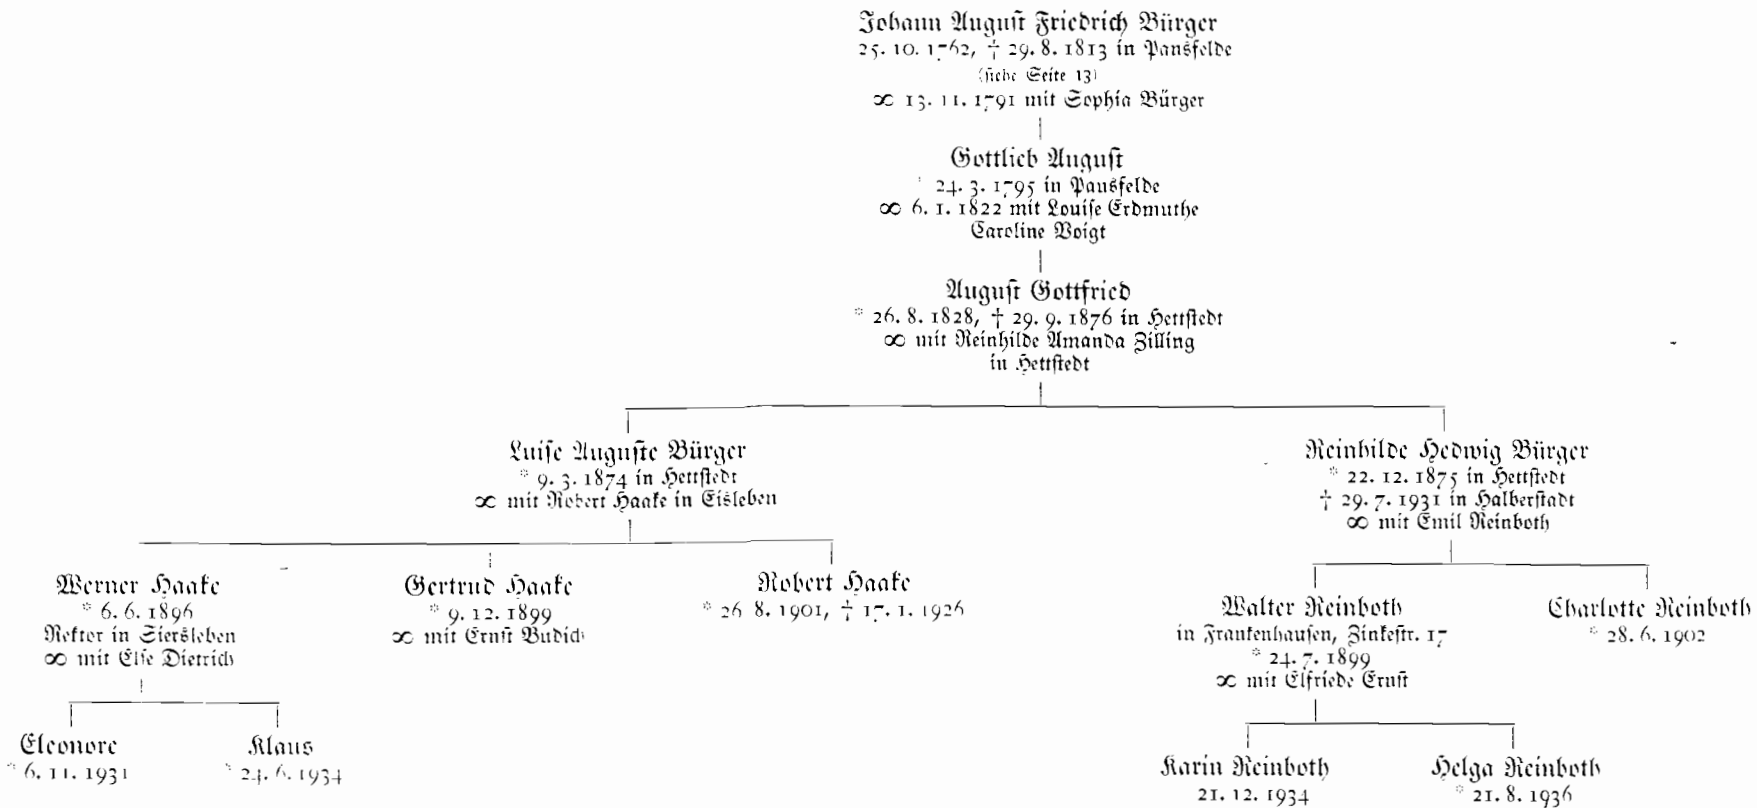 Johann August Friedrich Bürger
25. 10. 1762, † 29. 8. 1813 in Pansfelde
(siehe Seite 13)
∞ 13. 11. 1791 mit Sophia Bürger
Gottlieb August
* 24. 3. 1795 in Pansfelde
∞ 6. 1. 1822 mit Louise Erdmuthe
Caroline Voigt
August Gottfried
* 26. 8. 1828, † 29. 9. 1876 in Hettstedt
∞ mit Reinhilde Amanda Zilling
in Hettstedt
Luise Auguste Bürger
* 9. 3. 1874 in Hettstedt
∞ mit Robert Haake in Eisleben
Reinhilde Hedwig Bürger
* 22. 12. 1875 in Hettstedt
† 29. 7. 1931 in Halberstadt
∞ mit Emil Reinboth
Werner Haake
* 6. 6. 1896
Rektor in Siersleben
∞ mit Else Dietrich
Gertrud Haake
* 9. 12. 1899
∞ mit Ernst Budich
Robert Haake
* 26 8. 1901, † 17. 1. 1926
Walter Reinboth
in Frankenhausen, Zinkestr. 17
* 24. 7. 1899
∞ mit Elfriede Ernst
Charlotte Reinboth
* 28. 6. 1902
Eleonore
* 6. 11. 1931
Klaus
* 24. 6. 1934
Karin Reinboth
21. 12. 1934
Helga Reinboth
* 21. 8. 1936